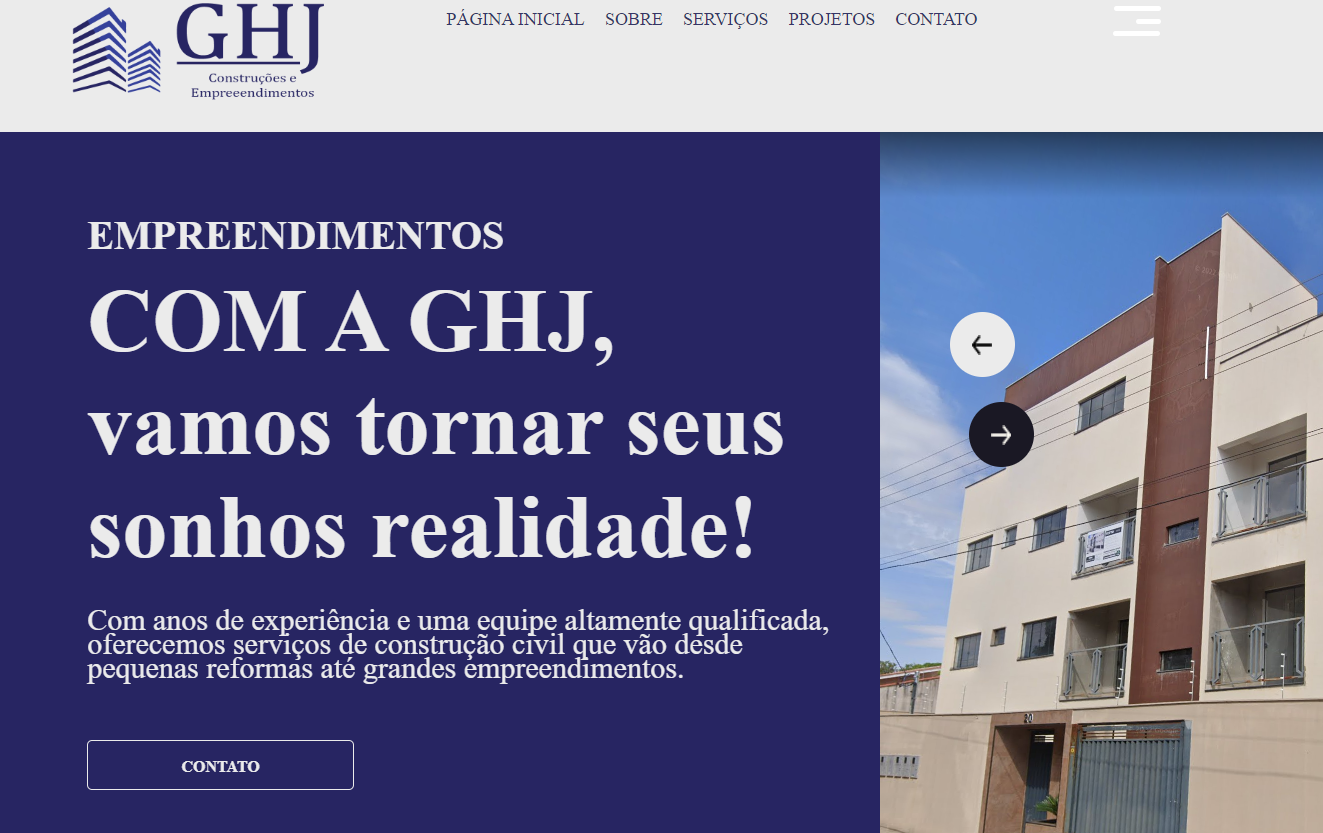 GHJ
Construções e
Empreeendimentos
PÁGINA INICIAL SOBRE SERVIÇOS PROJETOS CONTATO
EMPREENDIMENTOS
COM A GHJ,
vamos tornar seus
sonhos realidade!
Com anos de experiência e uma equipe altamente qualificada,
oferecemos serviços de construção civil que vão desde
pequenas reformas até grandes empreendimentos.
CONTATO
20